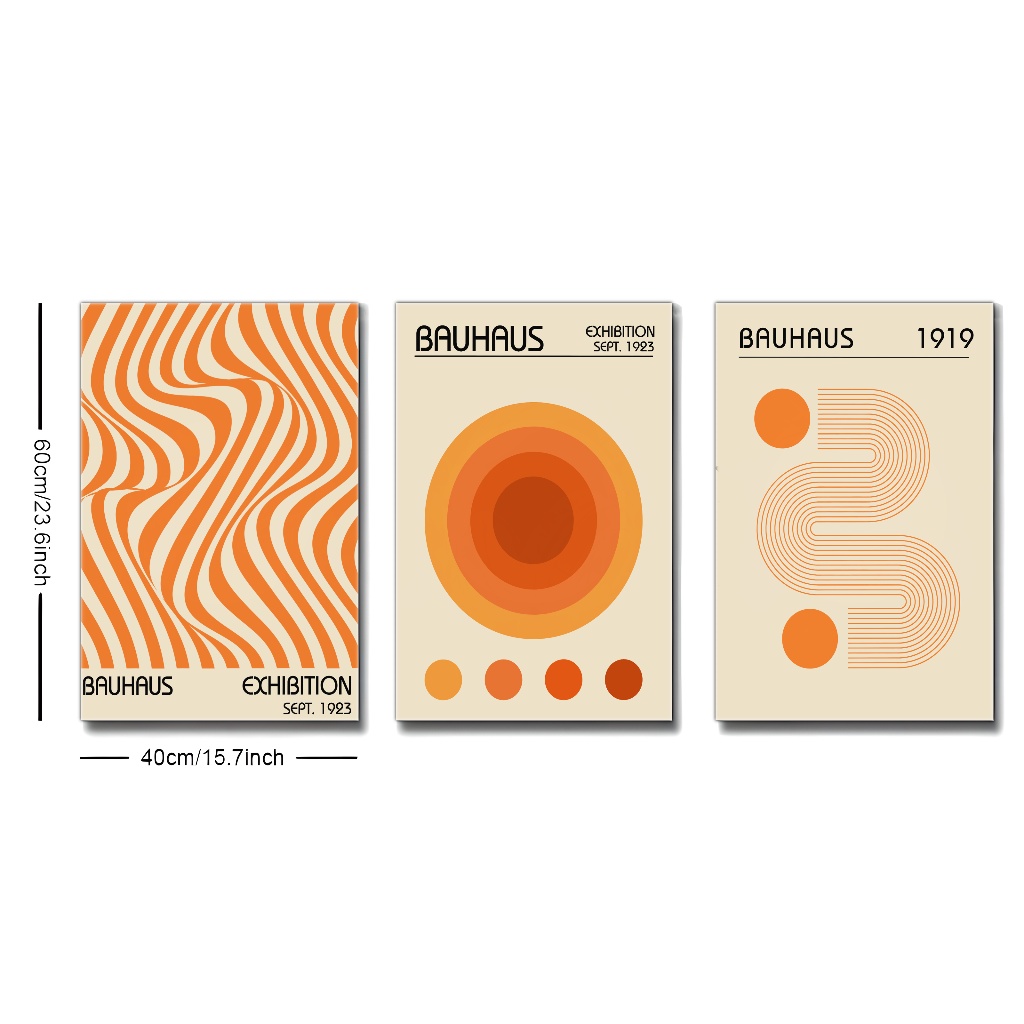 60cm/23.6inch
BAUHAUS EXHIBITION
SEPT. 1923
40cm/15.7inch
BAUHAUS EXHIBITION
SEPT. 1923
BAUHAUS 1919